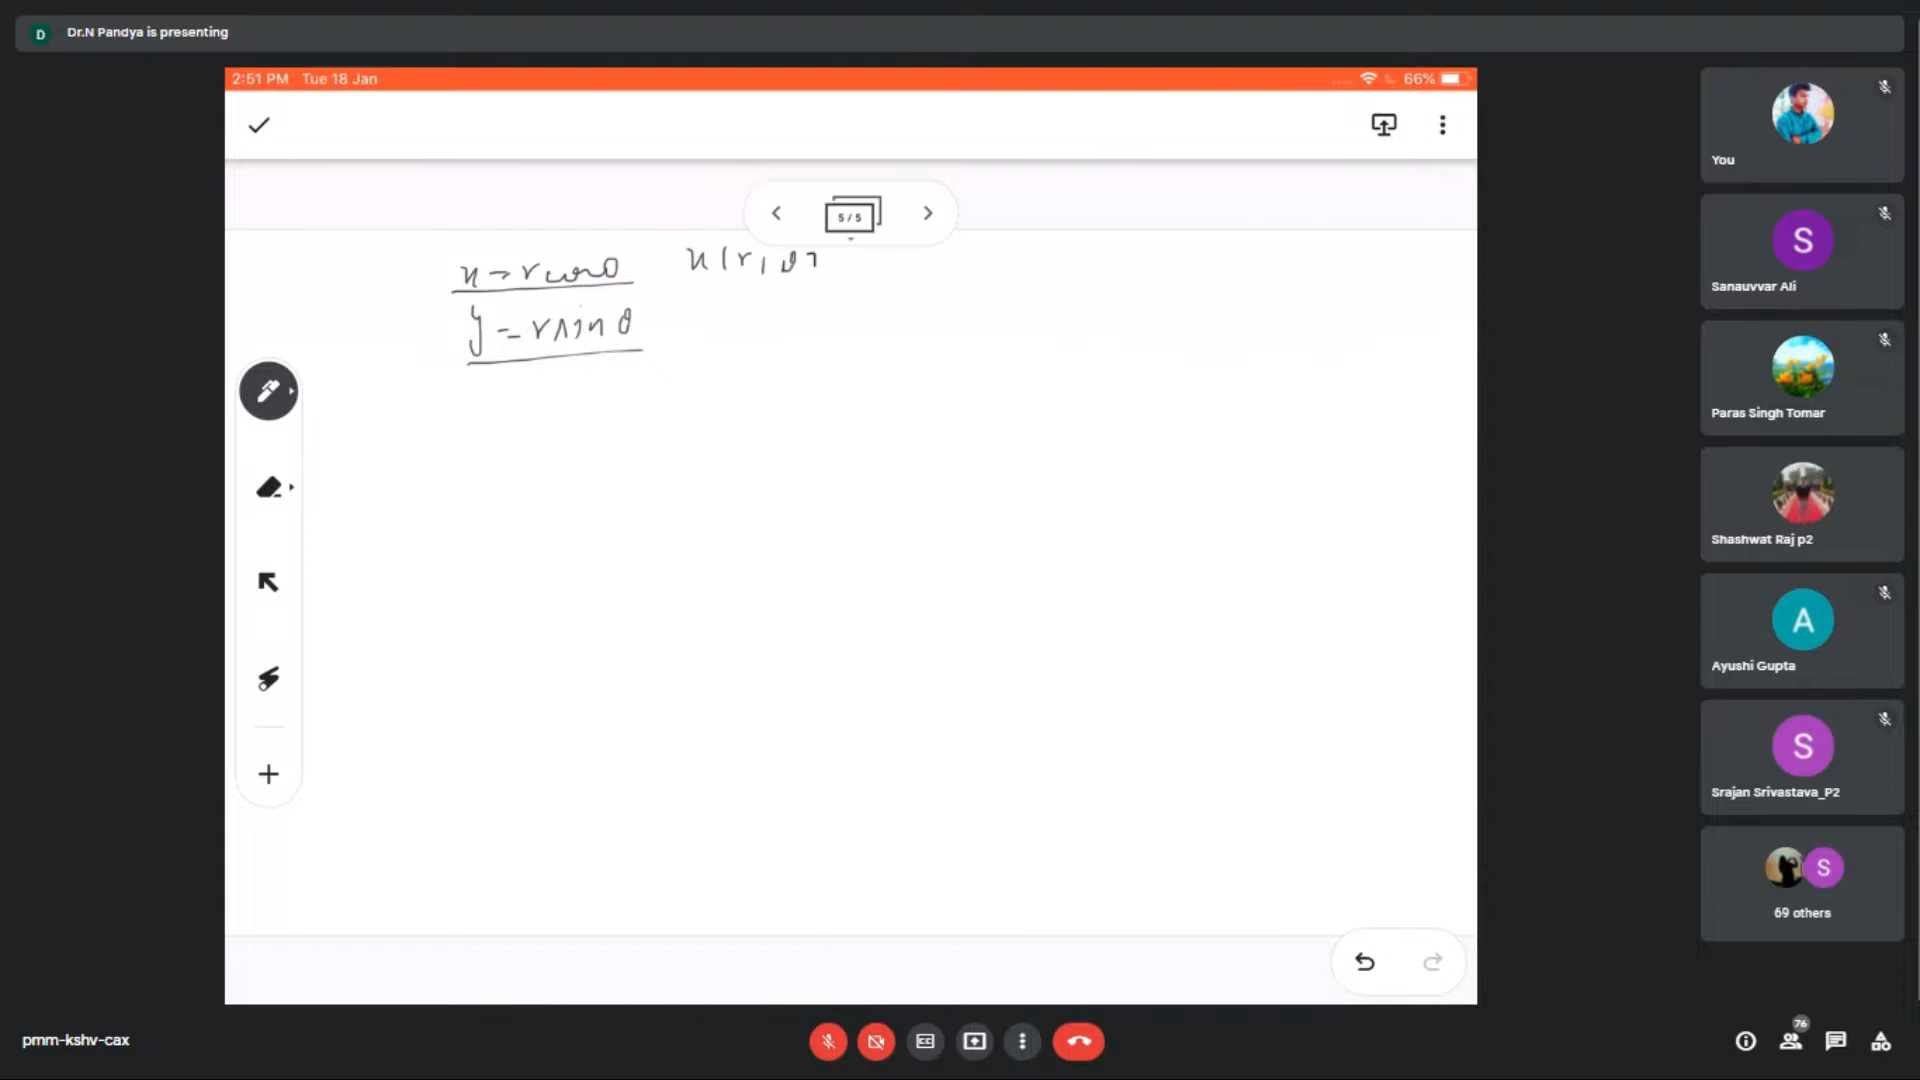 D Dr.N Pandya is presenting
2:51 PM Tue 18 Jan 66%
5 / 5
x = r cos θ x(r, θ)
y = r sin θ
You
S
Sanauvvar Ali
Paras Singh Tomar
Shashwat Raj p2
A
Ayushi Gupta
S
Srajan Srivastava_P2
S
69 others
pmm-kshv-cax
CC
76